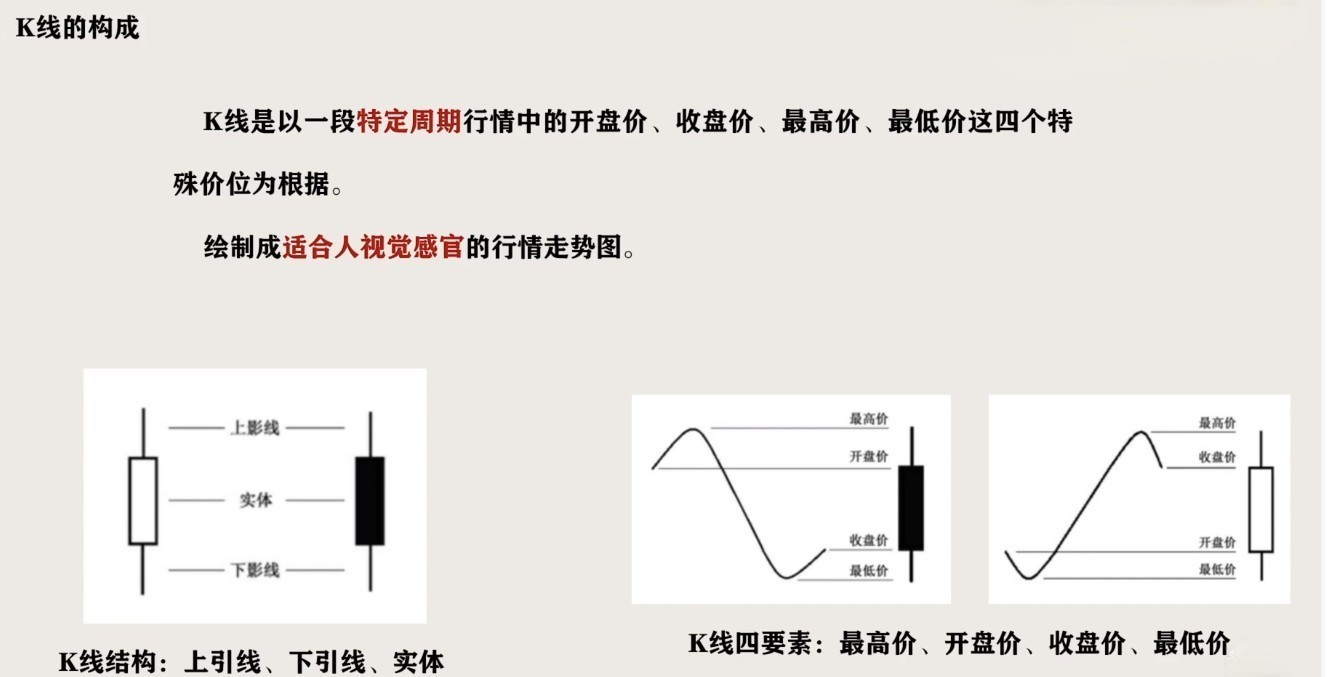 K线的构成
K线是以一段特定周期行情中的开盘价、收盘价、最高价、最低价这四个特
殊价位为根据。
绘制成适合人视觉感官的行情走势图。
上影线
实体
下影线
K线结构：上引线、下引线、实体
最高价
开盘价
收盘价
最低价
最高价
收盘价
开盘价
最低价
K线四要素：最高价、开盘价、收盘价、最低价